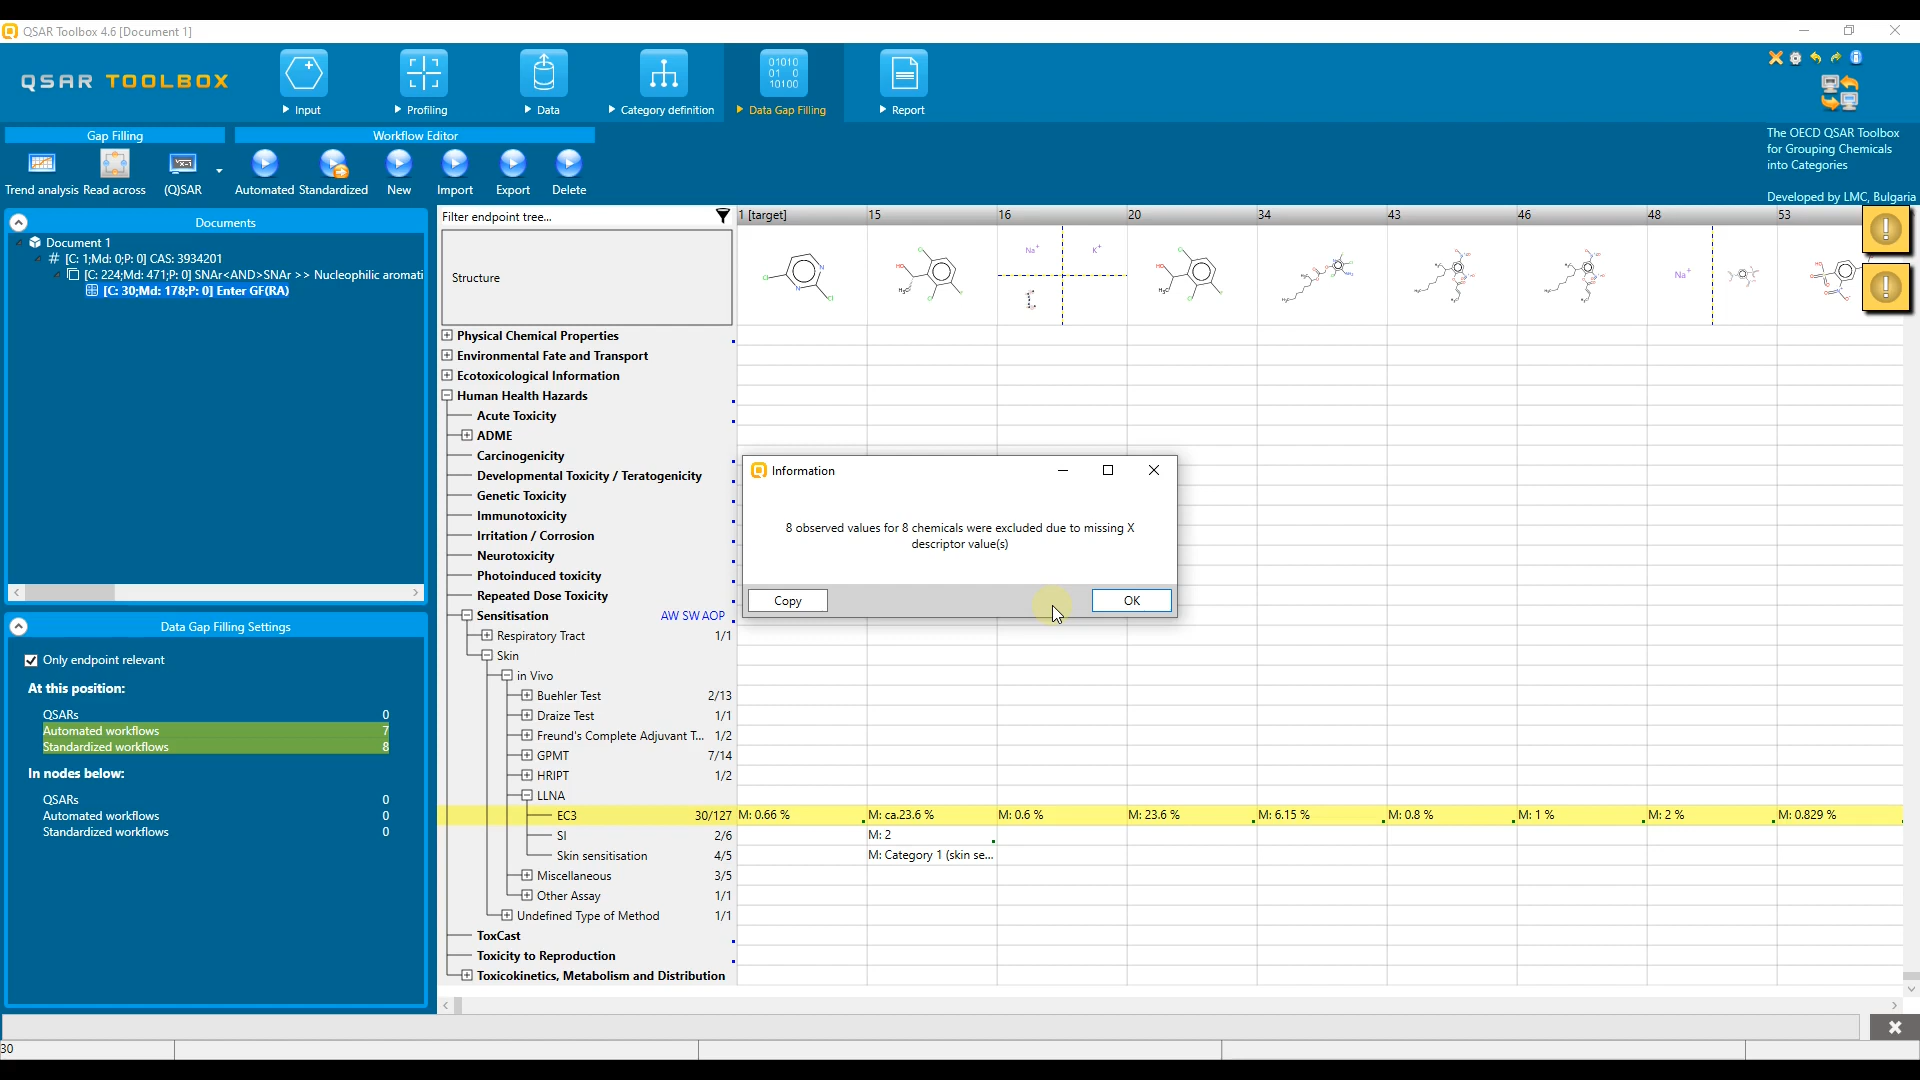 QSAR Toolbox 4.6 [Document 1]
QSAR TOOLBOX
Input
Profiling
Data
Category definition
01010
01 0
10100
Data Gap Filling
Report
Gap Filling
Workflow Editor
Trend analysis
Read across
(Q)SAR
Automated
Standardized
New
Import
Export
Delete
The OECD QSAR Toolbox
for Grouping Chemicals
into Categories
Developed by LMC, Bulgaria
Documents
Document 1
[C: 1;Md: 0;P: 0] CAS: 3934201
[C: 224;Md: 471;P: 0] SNAr<AND>SNAr >> Nucleophilic aromati
[C: 30;Md: 178;P: 0] Enter GF(RA)
Data Gap Filling Settings
Only endpoint relevant
At this position:
QSARs 0
Automated workflows 7
Standardized workflows 8
In nodes below:
QSARs 0
Automated workflows 0
Standardized workflows 0
Filter endpoint tree...
1 [target] 15 16 20 34 43 46 48 53
Structure
Physical Chemical Properties
Environmental Fate and Transport
Ecotoxicological Information
Human Health Hazards
Acute Toxicity
ADME
Carcinogenicity
Developmental Toxicity / Teratogenicity
Genetic Toxicity
Immunotoxicity
Irritation / Corrosion
Neurotoxicity
Photoinduced toxicity
Repeated Dose Toxicity
Sensitisation AW SW AOP
Respiratory Tract 1/1
Skin
in Vivo
Buehler Test 2/13
Draize Test 1/1
Freund's Complete Adjuvant T... 1/2
GPMT 7/14
HRIPT 1/2
LLNA
EC3 30/127 M: 0.66 % M: ca.23.6 % M: 0.6 % M: 23.6 % M: 6.15 % M: 0.8 % M: 1 % M: 2 % M: 0.829 %
SI 2/6 M: 2
Skin sensitisation 4/5 M: Category 1 (skin se...
Miscellaneous 3/5
Other Assay 1/1
Undefined Type of Method 1/1
ToxCast
Toxicity to Reproduction
Toxicokinetics, Metabolism and Distribution
Information
8 observed values for 8 chemicals were excluded due to missing X
descriptor value(s)
Copy
OK
30